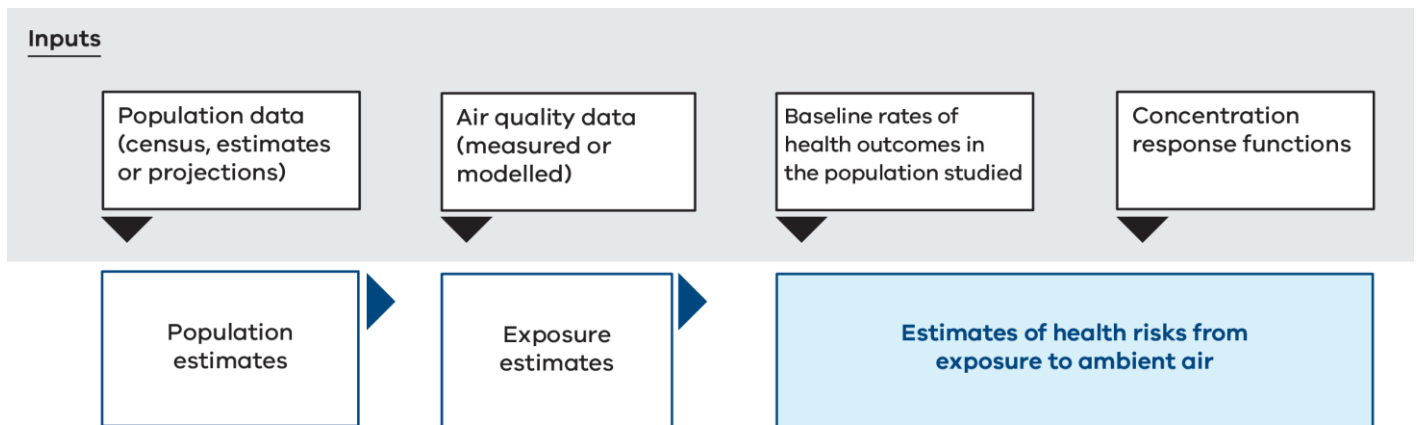 Inputs
Population data
(census, estimates
or projections)
Air quality data
(measured or
modelled)
Baseline rates of
health outcomes in
the population studied
Concentration
response functions
Population
estimates
Exposure
estimates
Estimates of health risks from
exposure to ambient air